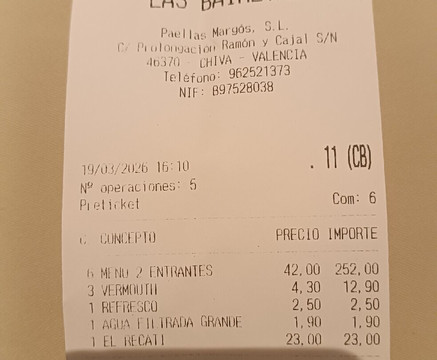 LAS
Paellas Margós, S.L.
C/ Prolongación Ramón y Cajal S/N
46370 - CHIVA - VALENCIA
Teléfono: 962521373
NIF: B97528038
. 11 (CB)
19/03/2026 16:10
Nº operaciones: 5
Preticket Com: 6
C CONCEPTO PRECIO IMPORTE
6 MENU 2 ENTRANTES 42,00 252,00
3 VERMOUTH 4,30 12,90
1 REFRESCO 2,50 2,50
1 AGUA FILTRADA GRANDE 1,90 1,90
1 EL RECATI 23,00 23,00